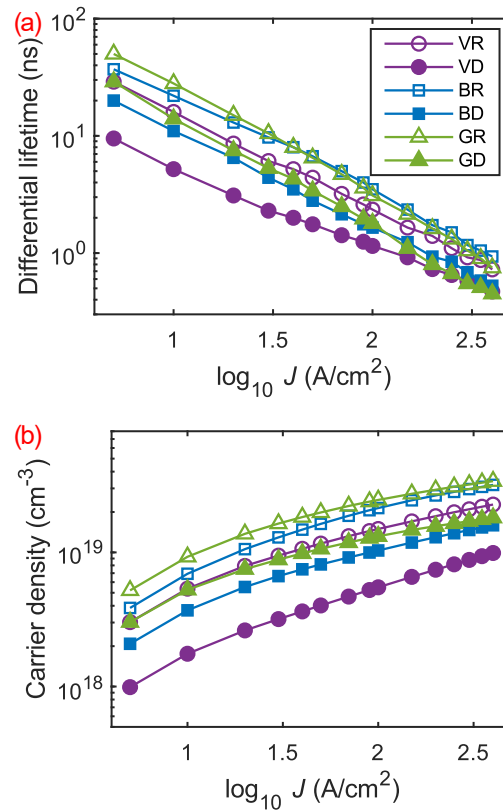 (a)
Differential lifetime (ns)
10²
10¹
10⁰
VR
VD
BR
BD
GR
GD
1
1.5
2
2.5
log₁₀ J (A/cm²)
(b)
Carrier density (cm⁻³)
10¹⁹
10¹⁸
1
1.5
2
2.5
log₁₀ J (A/cm²)